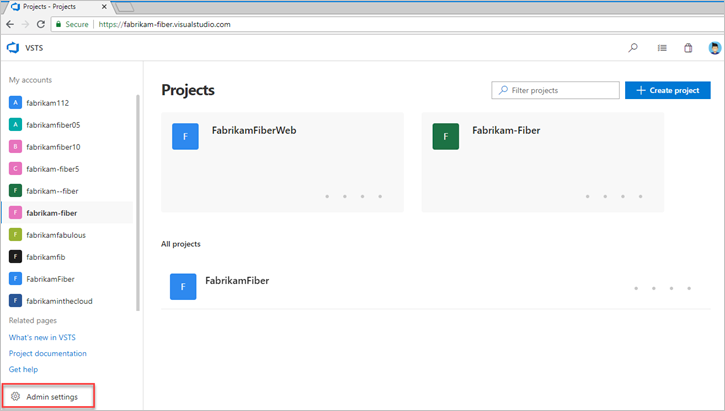 Projects - Projects
Secure https://fabrikam-fiber.visualstudio.com
VSTS
My accounts
F fabrikam112
A fabrikamfiber05
F fabrikamfiber10
C fabrikam-fiber5
F fabrikam--fiber
F fabrikam-fiber
F fabrikamfabulous
F fabrikamfib
F FabrikamFiber
F fabrikaminthecloud
Related pages
What's new in VSTS
Project documentation
Get help
Admin settings
Projects
Filter projects
+ Create project
F FabrikamFiberWeb
F Fabrikam-Fiber
All projects
F FabrikamFiber